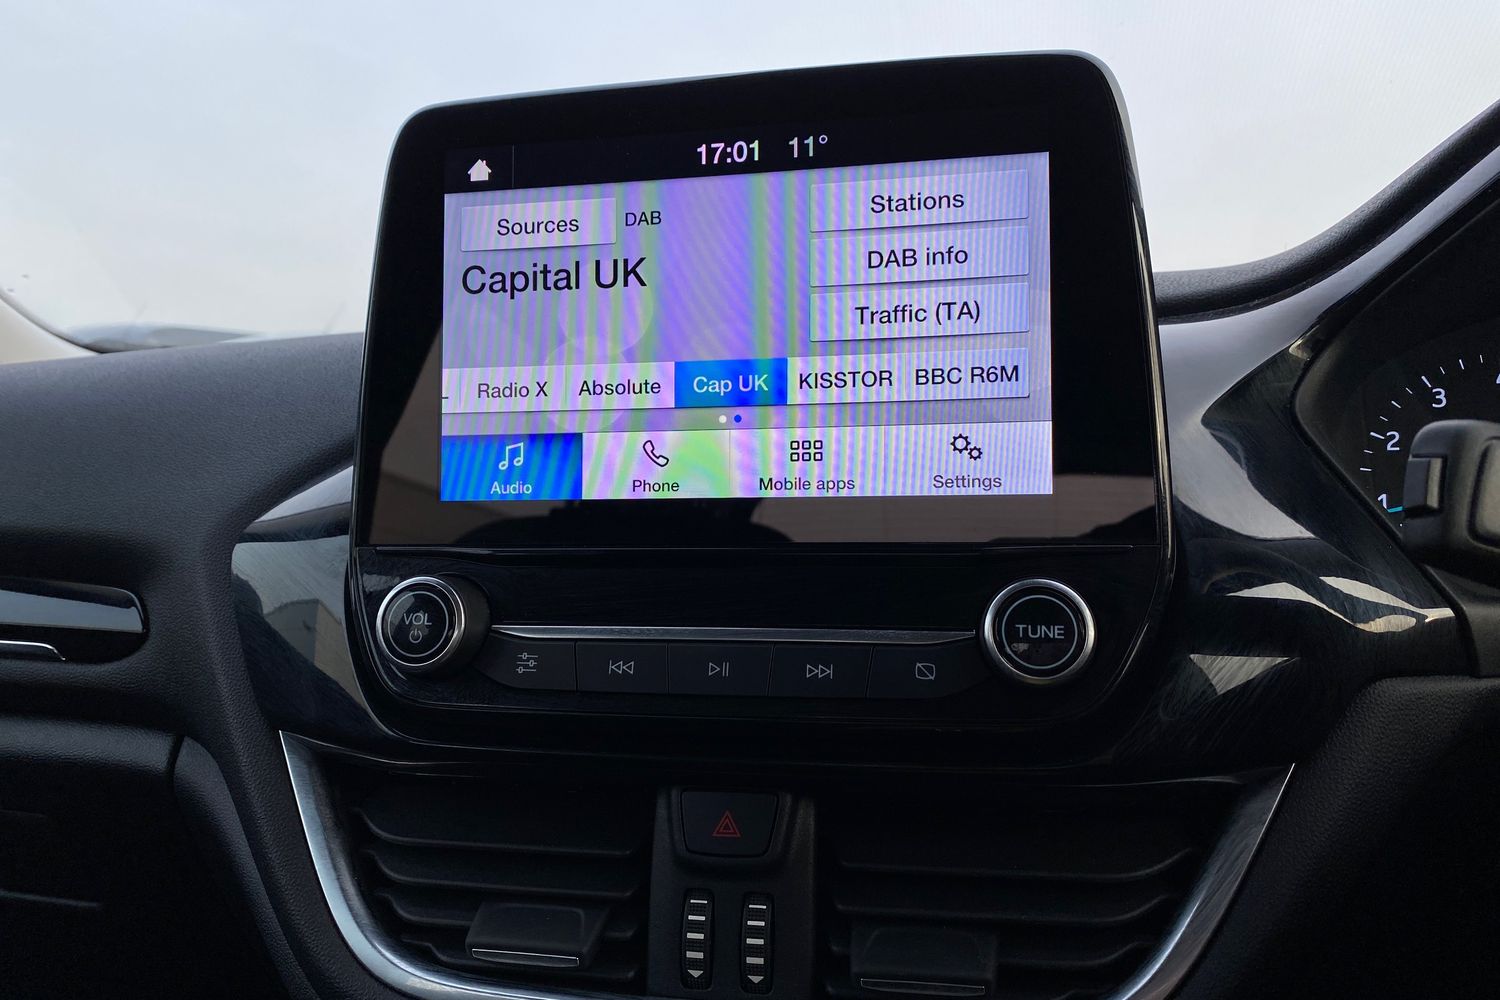 17:01 11°
Sources DAB
Stations
DAB info
Capital UK
Traffic (TA)
Radio X Absolute Cap UK KISSTOR BBC R6M
Audio Phone Mobile apps Settings
VOL
TUNE
3
2
1